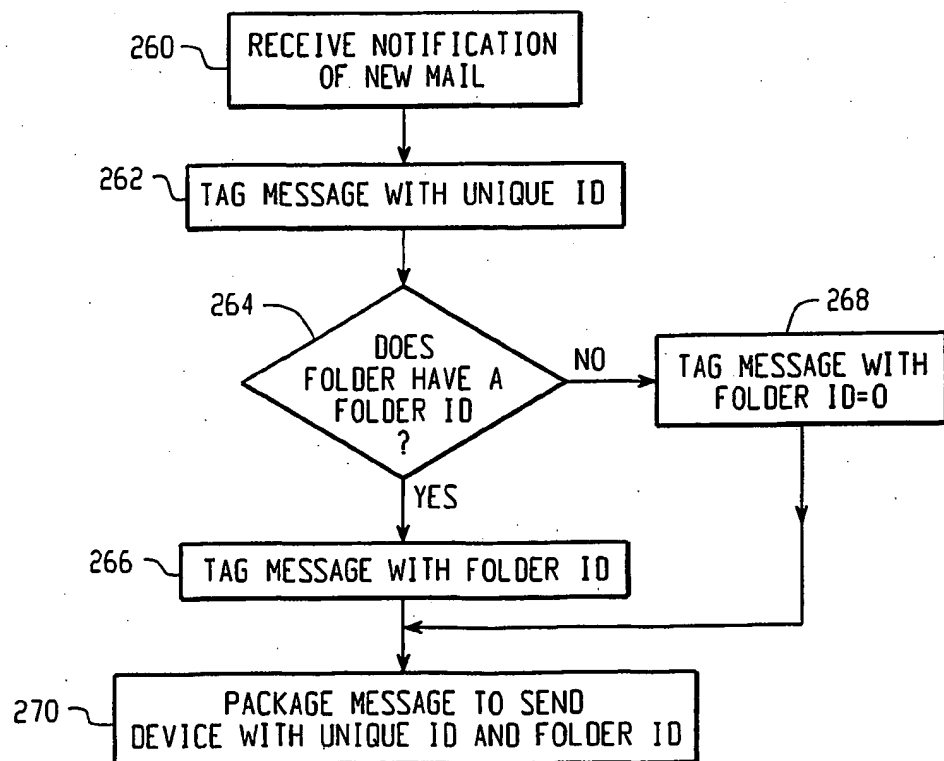 260
RECEIVE NOTIFICATION
OF NEW MAIL
262
TAG MESSAGE WITH UNIQUE ID
264
DOES
FOLDER HAVE A
FOLDER ID
?
NO
268
TAG MESSAGE WITH
FOLDER ID=0
YES
266
TAG MESSAGE WITH FOLDER ID
270
PACKAGE MESSAGE TO SEND
DEVICE WITH UNIQUE ID AND FOLDER ID